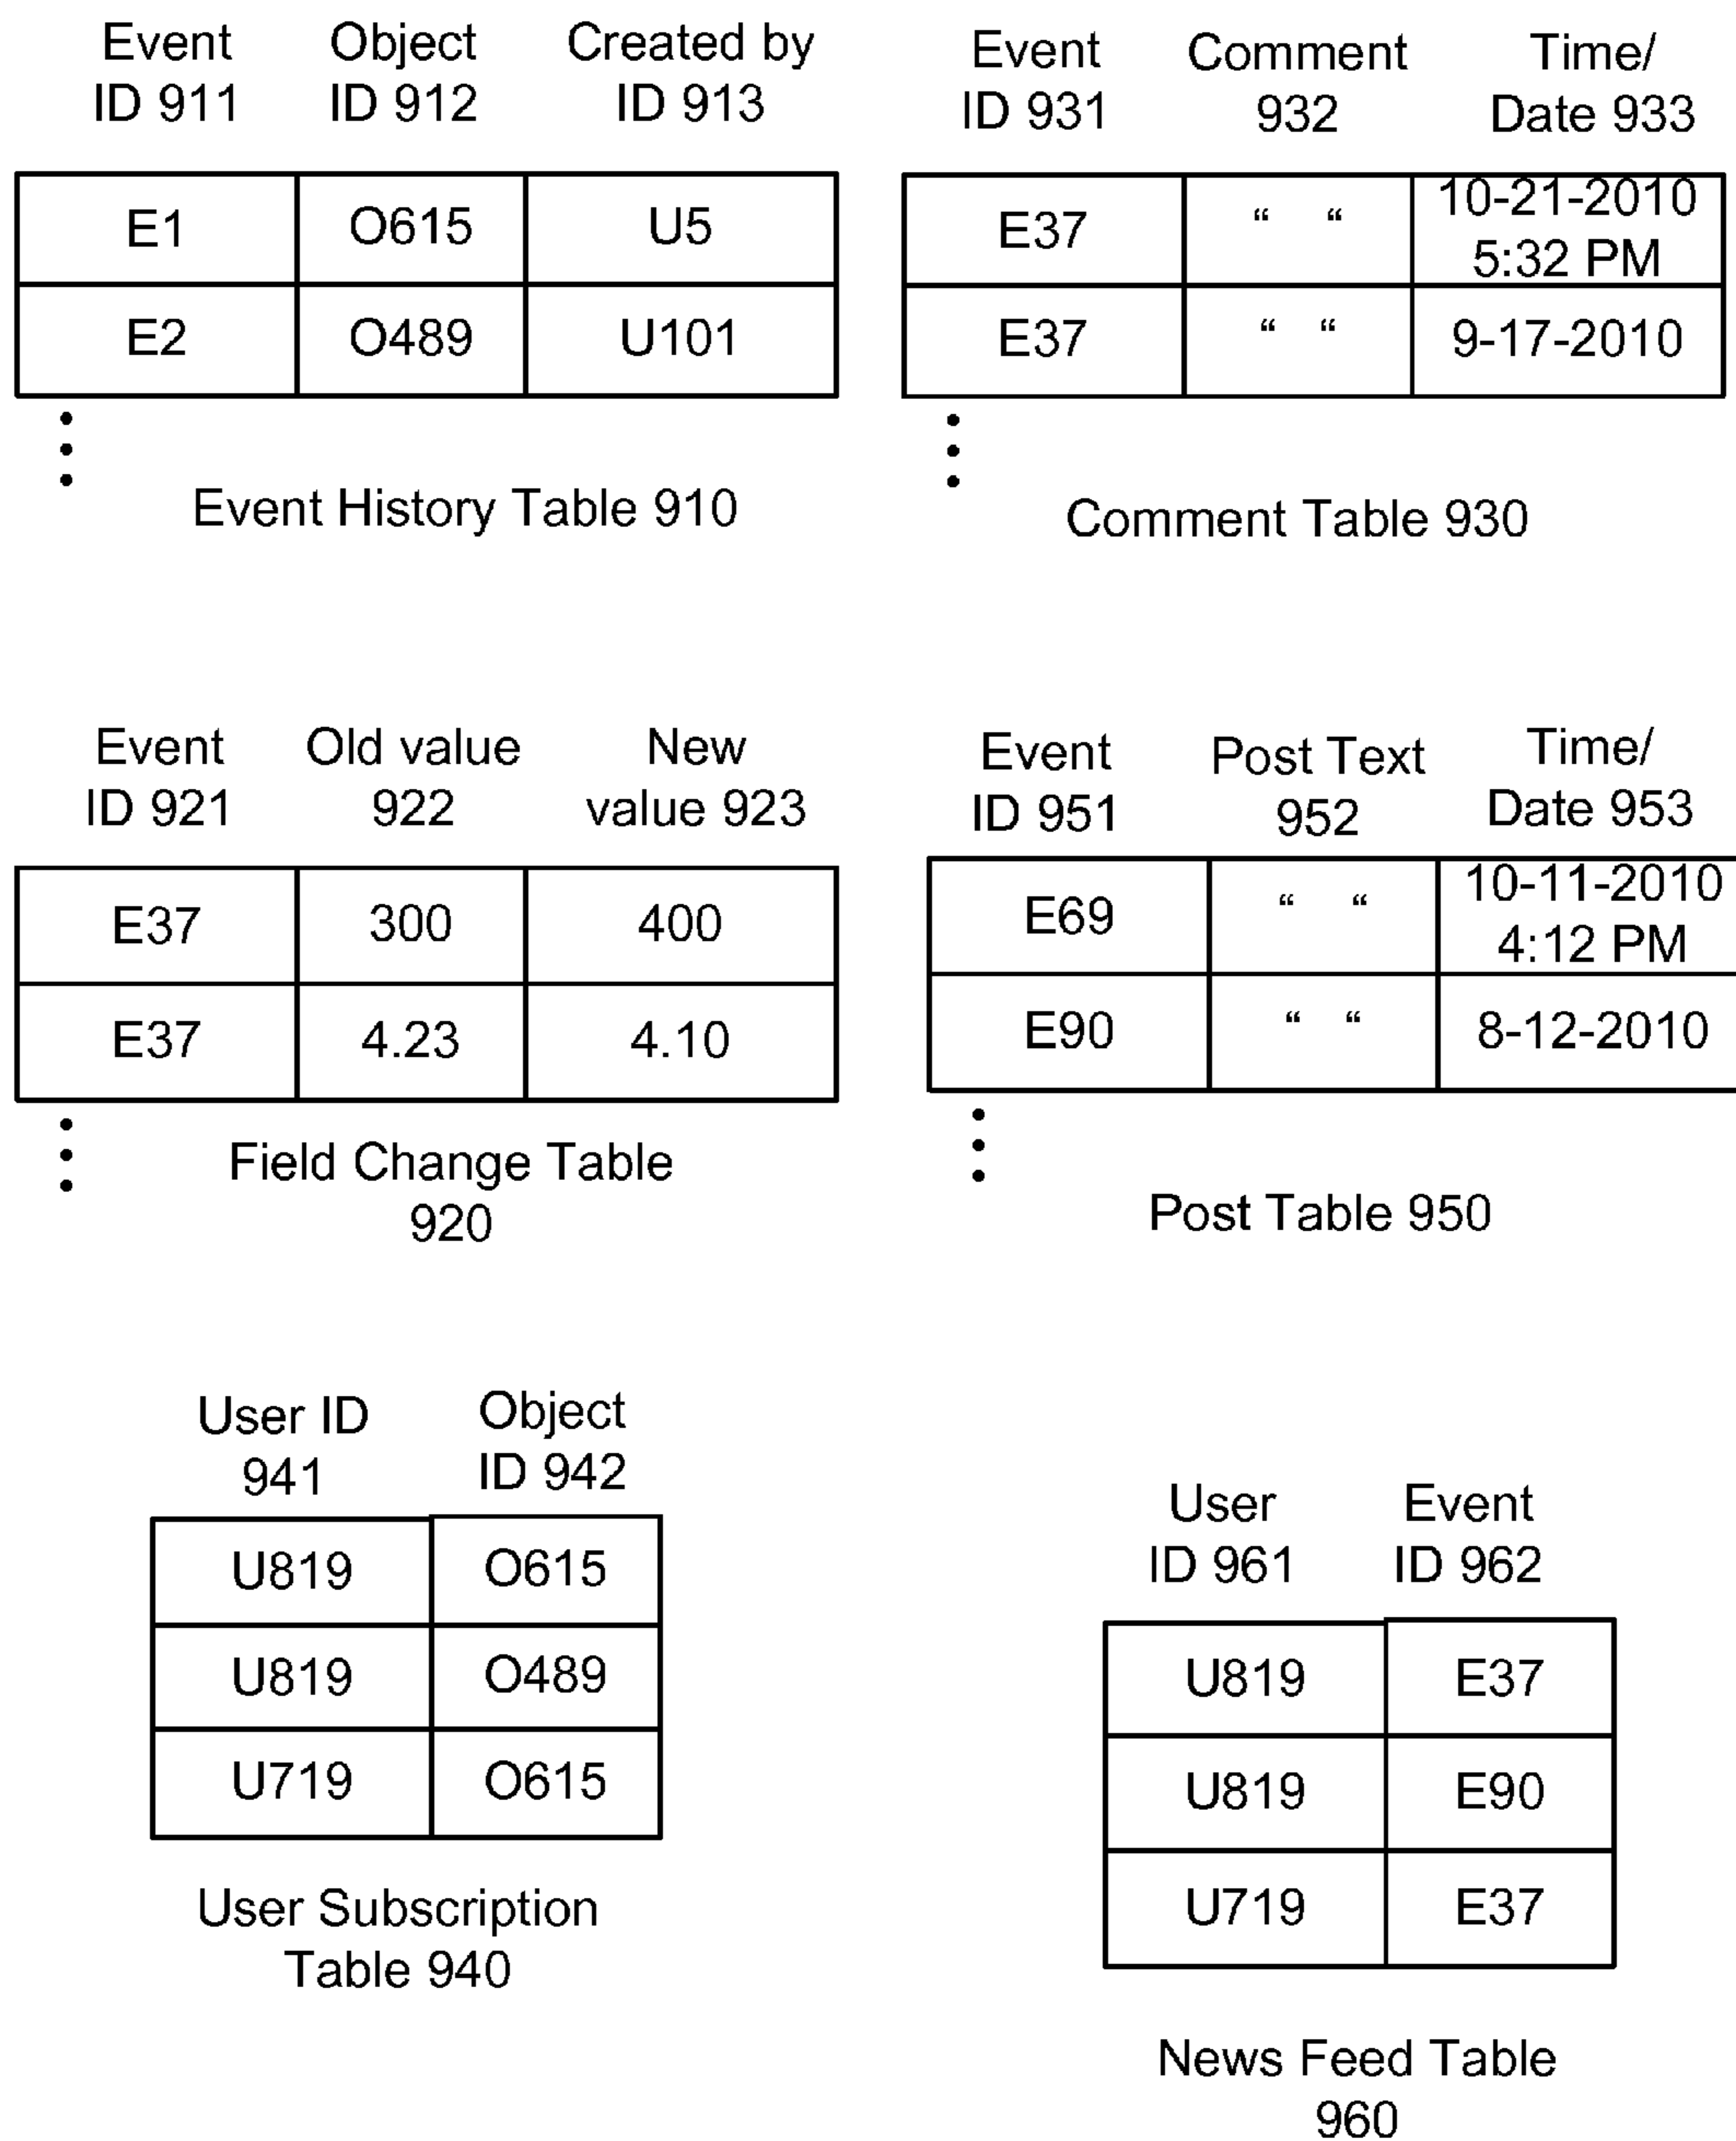 Event Object Created by
ID 911 ID 912 ID 913
E1 O615 U5
E2 O489 U101
Event History Table 910
Event Comment Time/
ID 931 932 Date 933
E37 “ “ 10-21-2010
5:32 PM
E37 “ “ 9-17-2010
Comment Table 930
Event Old value New
ID 921 922 value 923
E37 300 400
E37 4.23 4.10
Field Change Table
920
Event Post Text Time/
ID 951 952 Date 953
E69 “ “ 10-11-2010
4:12 PM
E90 “ “ 8-12-2010
Post Table 950
User ID Object
941 ID 942
U819 O615
U819 O489
U719 O615
User Subscription
Table 940
User Event
ID 961 ID 962
U819 E37
U819 E90
U719 E37
News Feed Table
960